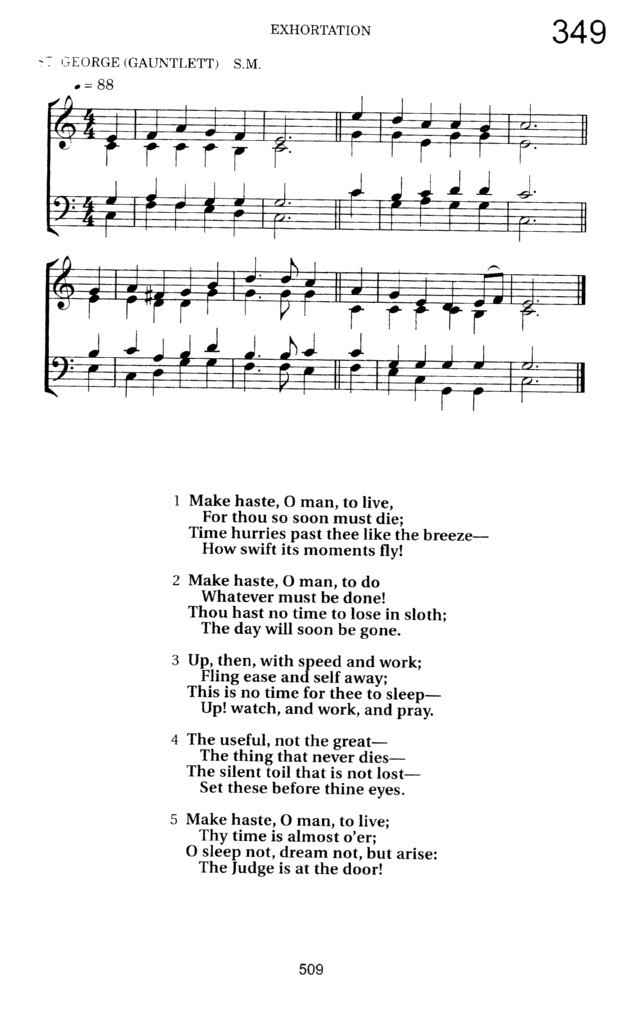 EXHORTATION
349
ST. GEORGE (GAUNTLETT) S.M.
♩ = 88
1 Make haste, O man, to live,
For thou so soon must die;
Time hurries past thee like the breeze—
How swift its moments fly!
2 Make haste, O man, to do
Whatever must be done!
Thou hast no time to lose in sloth;
The day will soon be gone.
3 Up, then, with speed and work;
Fling ease and self away;
This is no time for thee to sleep—
Up! watch, and work, and pray.
4 The useful, not the great—
The thing that never dies—
The silent toil that is not lost—
Set these before thine eyes.
5 Make haste, O man, to live;
Thy time is almost o'er;
O sleep not, dream not, but arise:
The Judge is at the door!
509